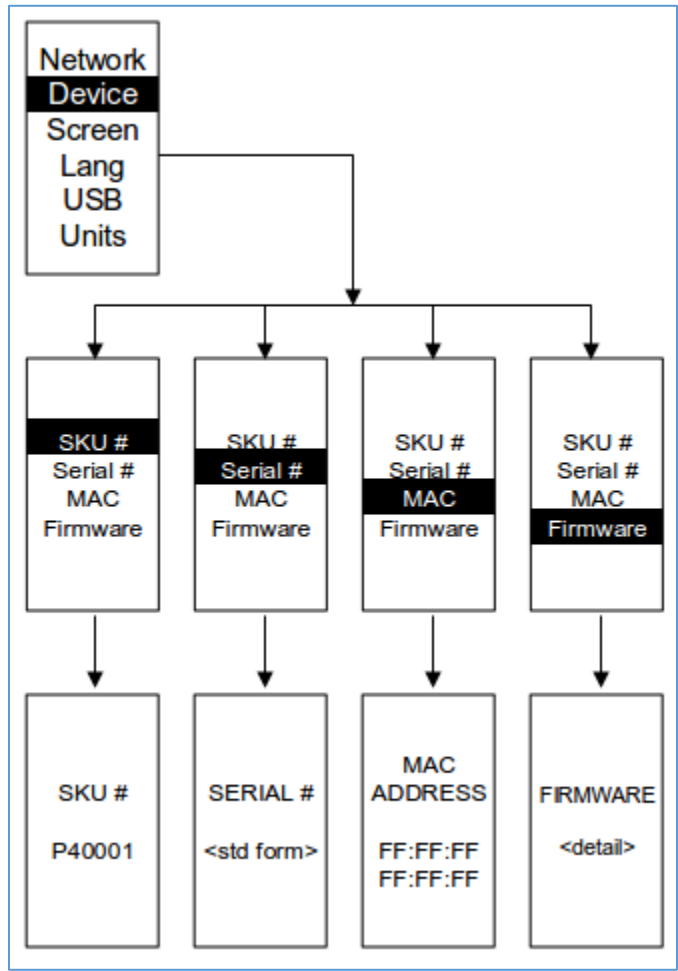 Network
Device
Screen
Lang
USB
Units
SKU #
Serial #
MAC
Firmware
SKU #
Serial #
MAC
Firmware
SKU #
Serial #
MAC
Firmware
SKU #
Serial #
MAC
Firmware
SKU #
P40001
SERIAL #
<std form>
MAC
ADDRESS
FF:FF:FF
FF:FF:FF
FIRMWARE
<detail>